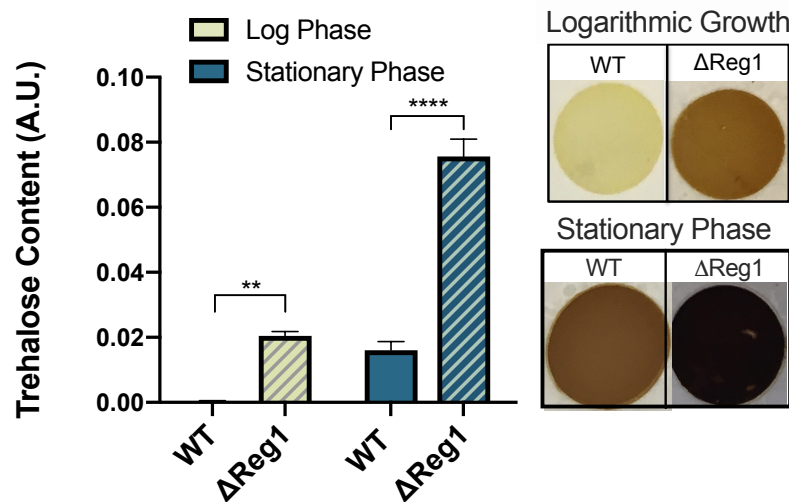 Log Phase
Stationary Phase
Trehalose Content (A.U.)
0.10
0.08
0.06
0.04
0.02
0.00
**
****
WT
ΔReg1
WT
ΔReg1
Logarithmic Growth
WT ΔReg1
Stationary Phase
WT ΔReg1